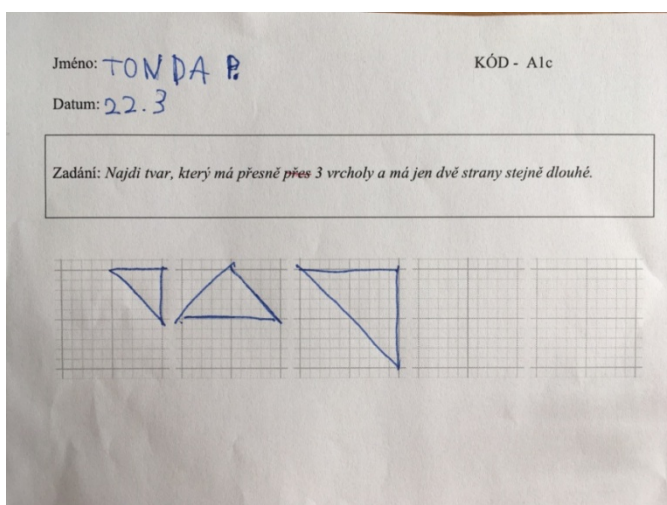 Jméno: TONDA P.
KÓD - A1c
Datum: 22.3
Zadání: Najdi tvar, který má přesně přes 3 vrcholy a má jen dvě strany stejně dlouhé.